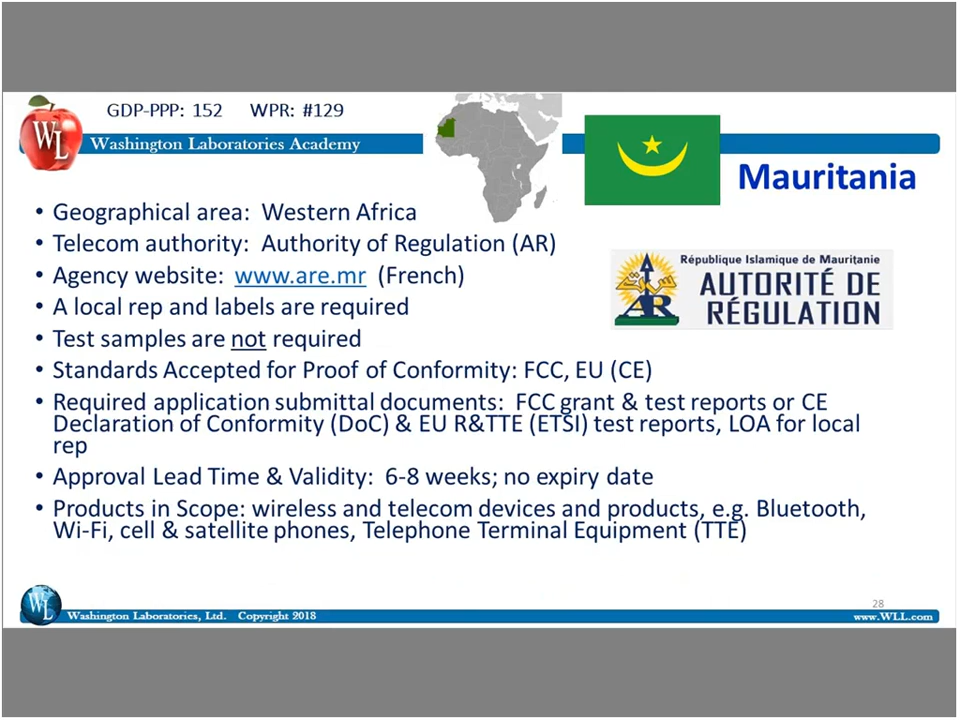 GDP-PPP: 152 WPR: #129
WL
Washington Laboratories Academy
Mauritania
• Geographical area: Western Africa
• Telecom authority: Authority of Regulation (AR)
• Agency website: www.are.mr (French)
République Islamique de Mauritanie
AUTORITÉ DE
RÉGULATION
AR
• A local rep and labels are required
• Test samples are not required
• Standards Accepted for Proof of Conformity: FCC, EU (CE)
• Required application submittal documents: FCC grant & test reports or CE
Declaration of Conformity (DoC) & EU R&TTE (ETSI) test reports, LOA for local
rep
• Approval Lead Time & Validity: 6-8 weeks; no expiry date
• Products in Scope: wireless and telecom devices and products, e.g. Bluetooth,
Wi-Fi, cell & satellite phones, Telephone Terminal Equipment (TTE)
28
WL
Washington Laboratories, Ltd. Copyright 2018
www.WLL.com